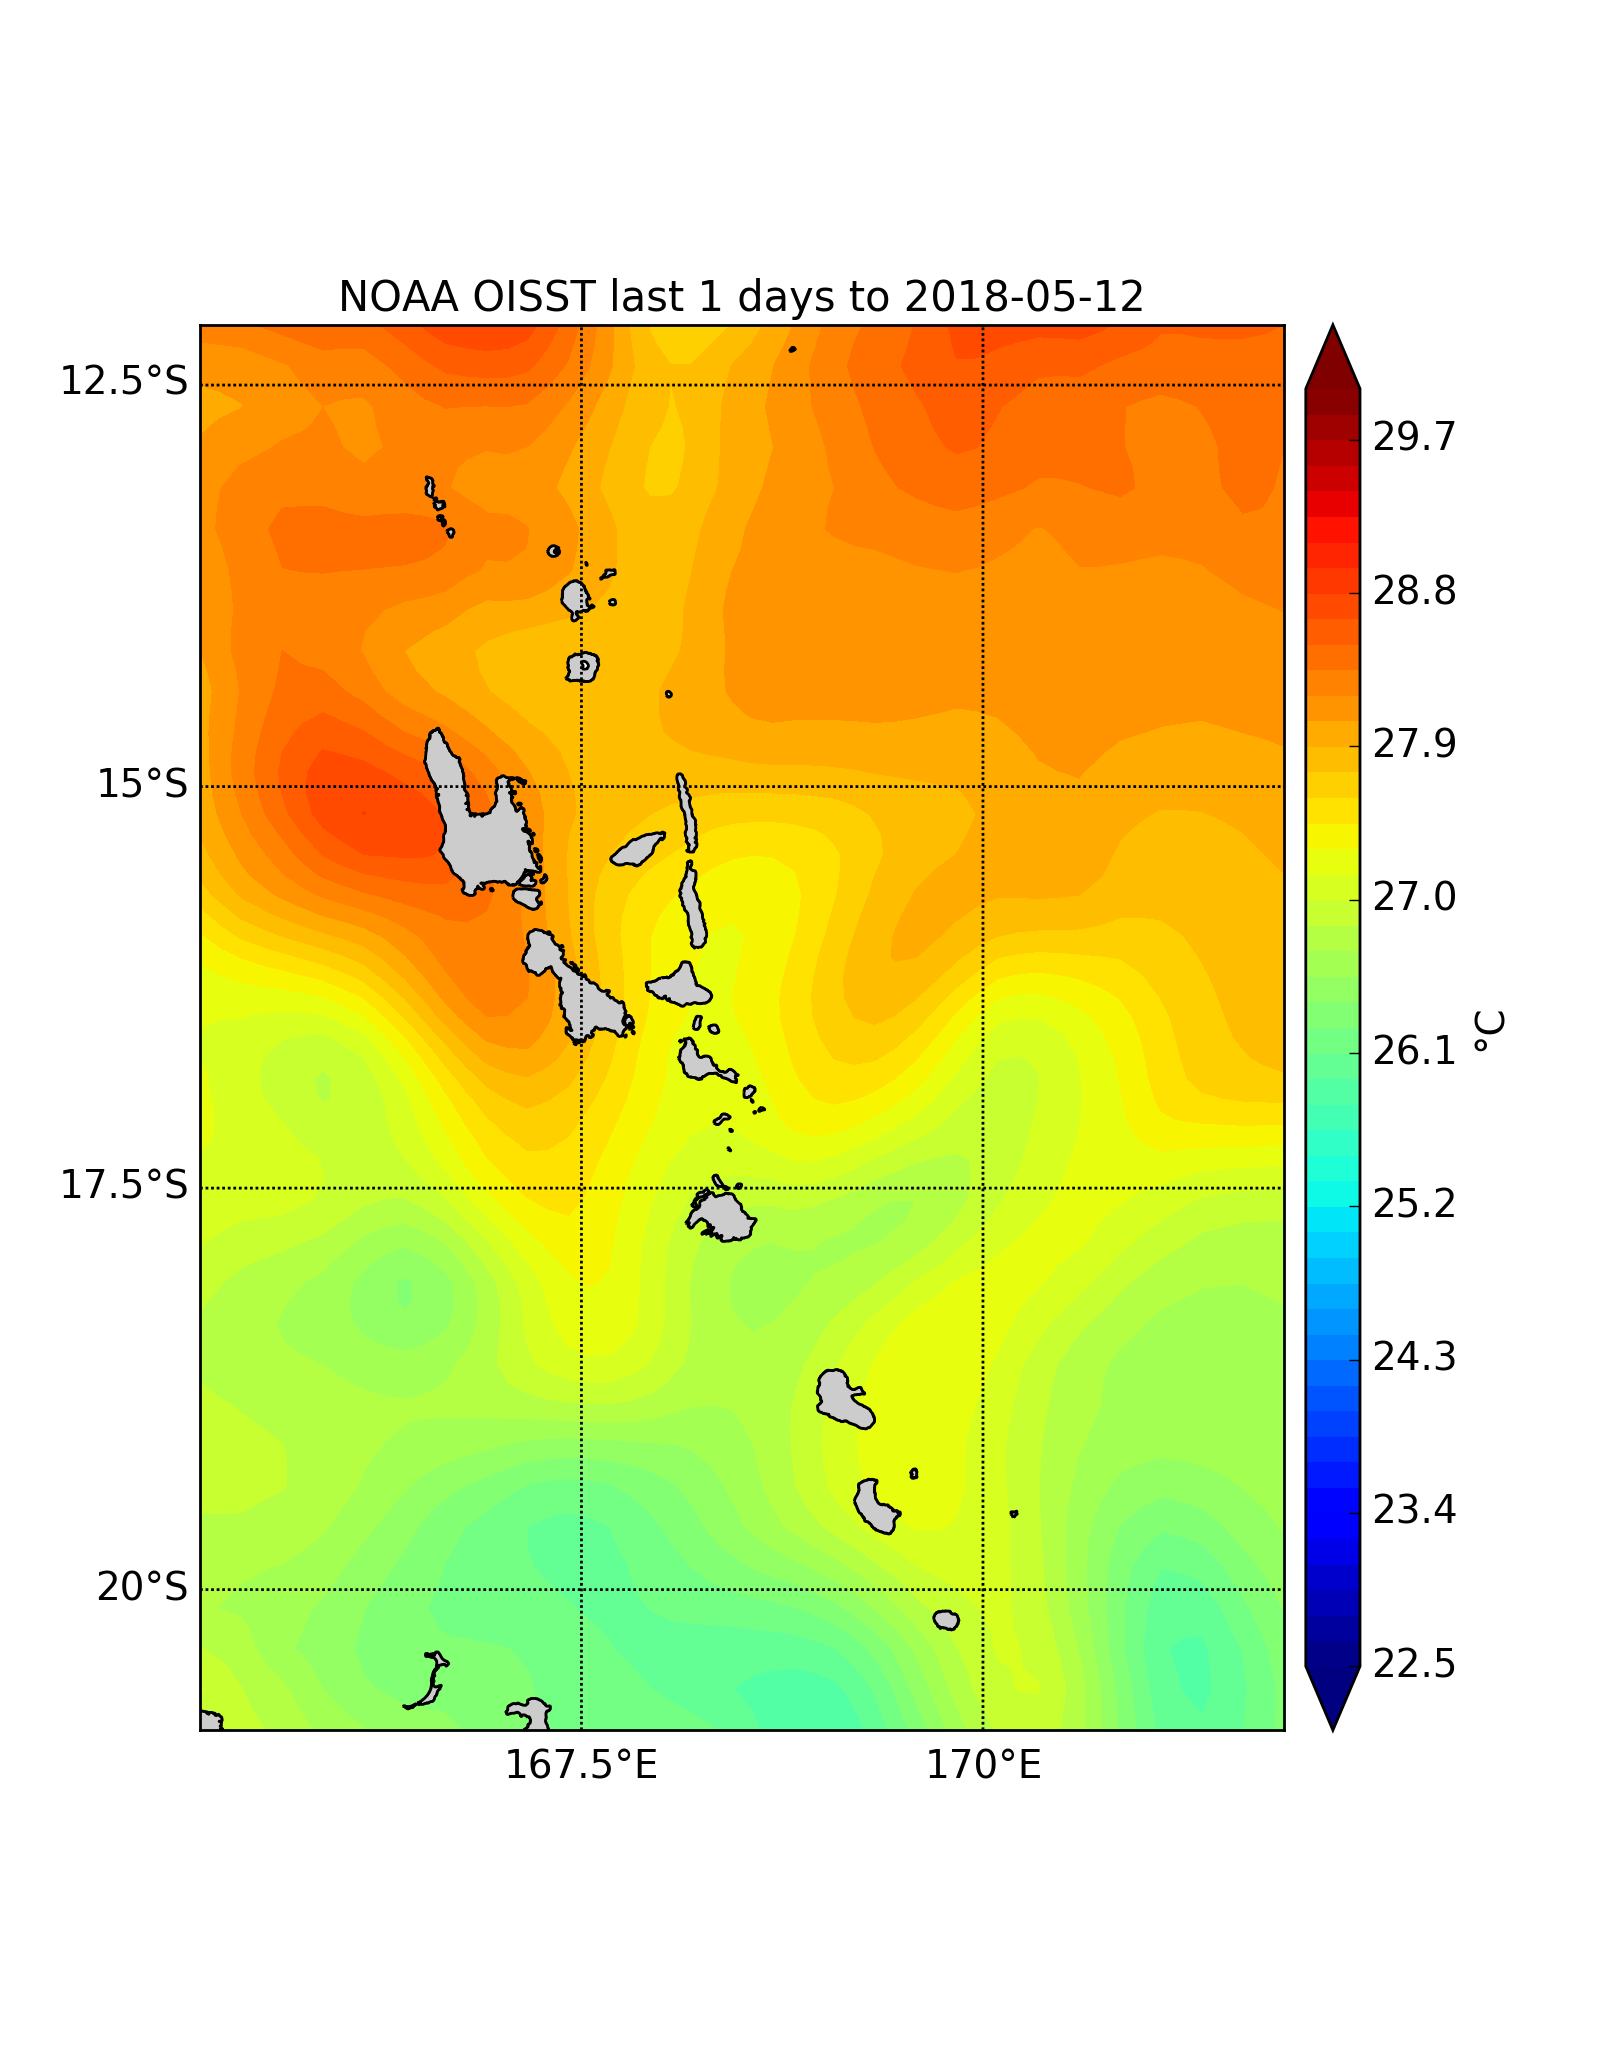 NOAA OISST last 1 days to 2018-05-12
12.5°S
15°S
17.5°S
20°S
167.5°E
170°E
29.7
28.8
27.9
27.0
26.1
25.2
24.3
23.4
22.5
°C